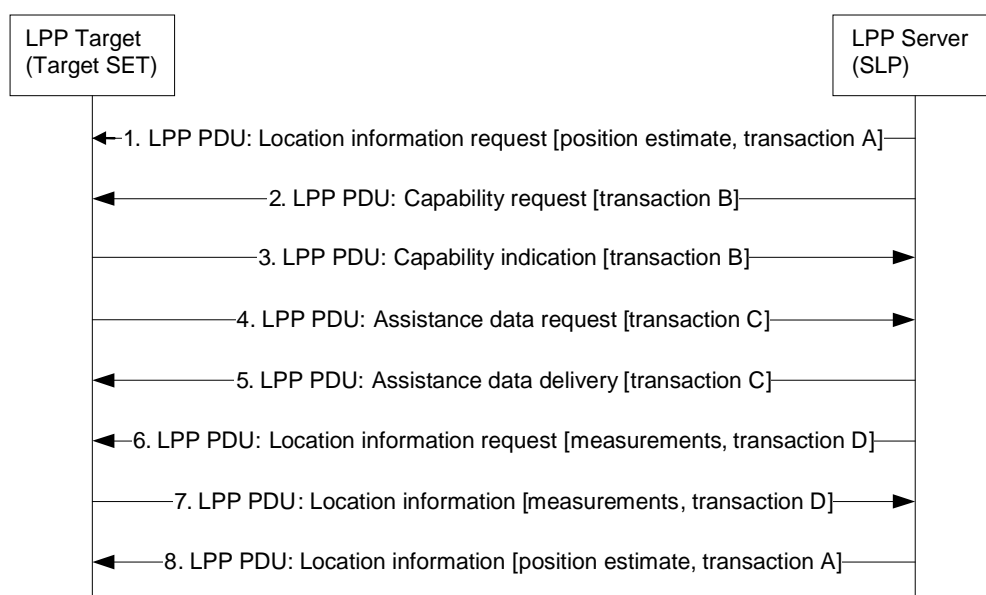 LPP Target
(Target SET)
LPP Server
(SLP)
1. LPP PDU: Location information request [position estimate, transaction A]
2. LPP PDU: Capability request [transaction B]
3. LPP PDU: Capability indication [transaction B]
4. LPP PDU: Assistance data request [transaction C]
5. LPP PDU: Assistance data delivery [transaction C]
6. LPP PDU: Location information request [measurements, transaction D]
7. LPP PDU: Location information [measurements, transaction D]
8. LPP PDU: Location information [position estimate, transaction A]